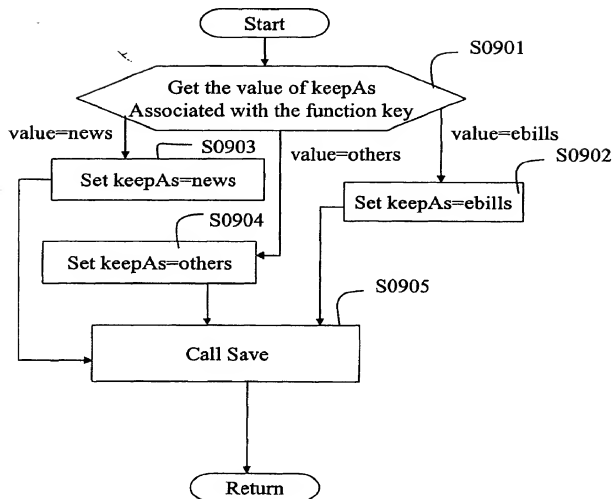 Start
S0901
Get the value of keepAs
Associated with the function key
value=news
value=others
value=ebills
S0903
S0902
Set keepAs=news
Set keepAs=ebills
S0904
Set keepAs=others
S0905
Call Save
Return